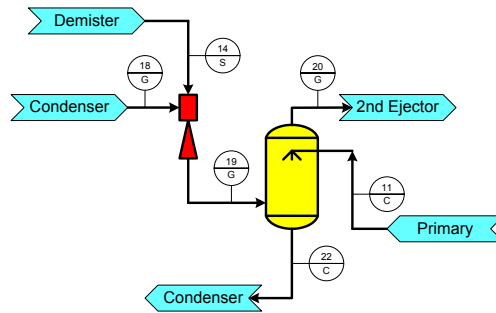 Demister
14
S
18
G
20
G
Condenser
2nd Ejector
19
G
11
C
Primary
22
C
Condenser